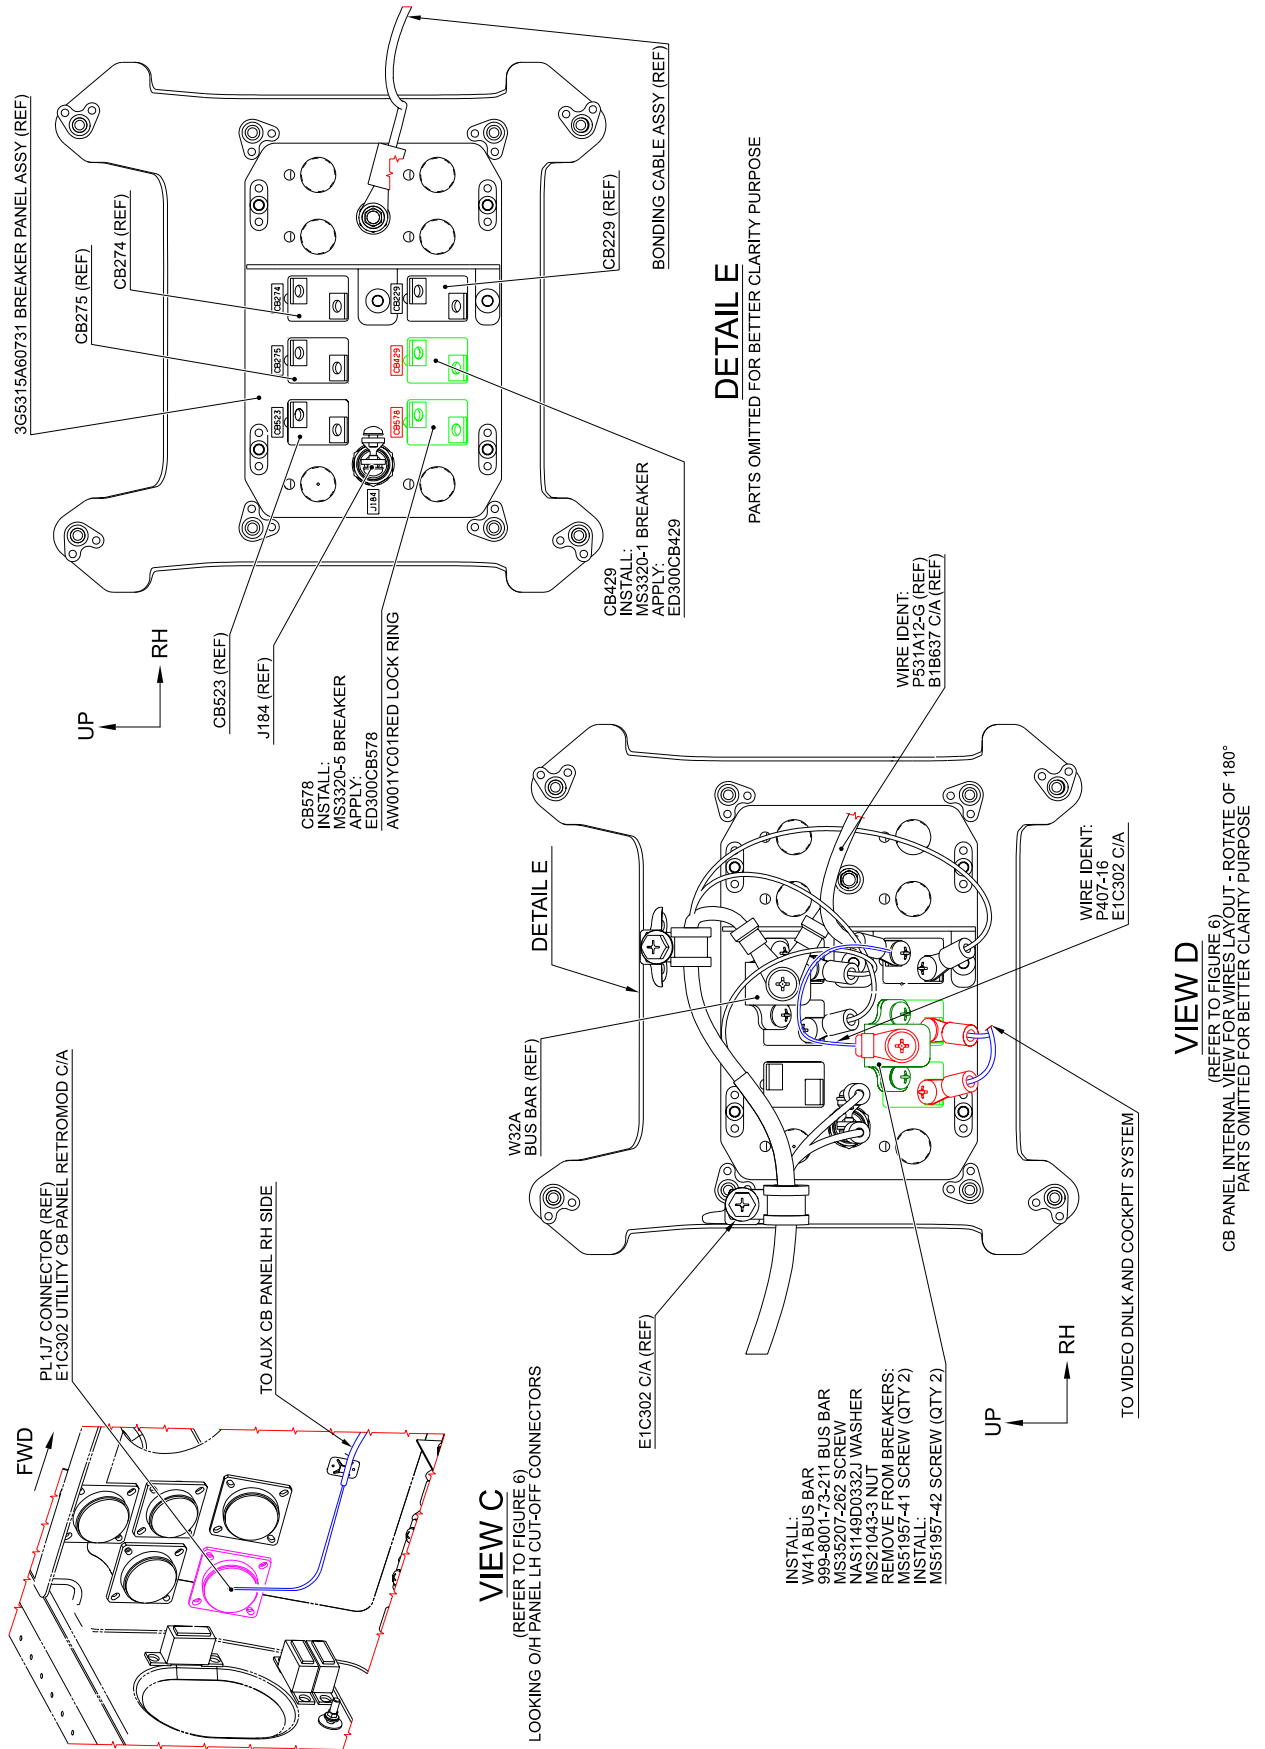 FWD
PL1J7 CONNECTOR (REF)
E1C302 UTILITY CB PANEL RETROMOD C/A
TO AUX CB PANEL RH SIDE
VIEW C
(REFER TO FIGURE 6)
LOOKING O/H PANEL LH CUT-OFF CONNECTORS
3G5315A60731 BREAKER PANEL ASSY (REF)
CB275 (REF)
CB274 (REF)
UP
RH
CB523 (REF)
J184 (REF)
CB578
INSTALL:
MS3320-5 BREAKER
APPLY:
ED300CB578
AW001YC01RED LOCK RING
CB523
CB275
CB274
J184
CB578
CB429
CB229
CB429
INSTALL:
MS3320-1 BREAKER
APPLY:
ED300CB429
CB229 (REF)
BONDING CABLE ASSY (REF)
DETAIL E
PARTS OMITTED FOR BETTER CLARITY PURPOSE
W32A
BUS BAR (REF)
DETAIL E
WIRE IDENT:
P531A12-G (REF)
B1B637 C/A (REF)
WIRE IDENT:
P407-16
E1C302 C/A
E1C302 C/A (REF)
INSTALL:
W41A BUS BAR
999-8001-73-211 BUS BAR
MS35207-262 SCREW
NAS1149D0332J WASHER
MS21043-3 NUT
REMOVE FROM BREAKERS:
MS51957-41 SCREW (QTY 2)
INSTALL:
MS51957-42 SCREW (QTY 2)
UP
RH
TO VIDEO DNLK AND COCKPIT SYSTEM
VIEW D
(REFER TO FIGURE 6)
CB PANEL INTERNAL VIEW FOR WIRES LAYOUT - ROTATE OF 180°
PARTS OMITTED FOR BETTER CLARITY PURPOSE